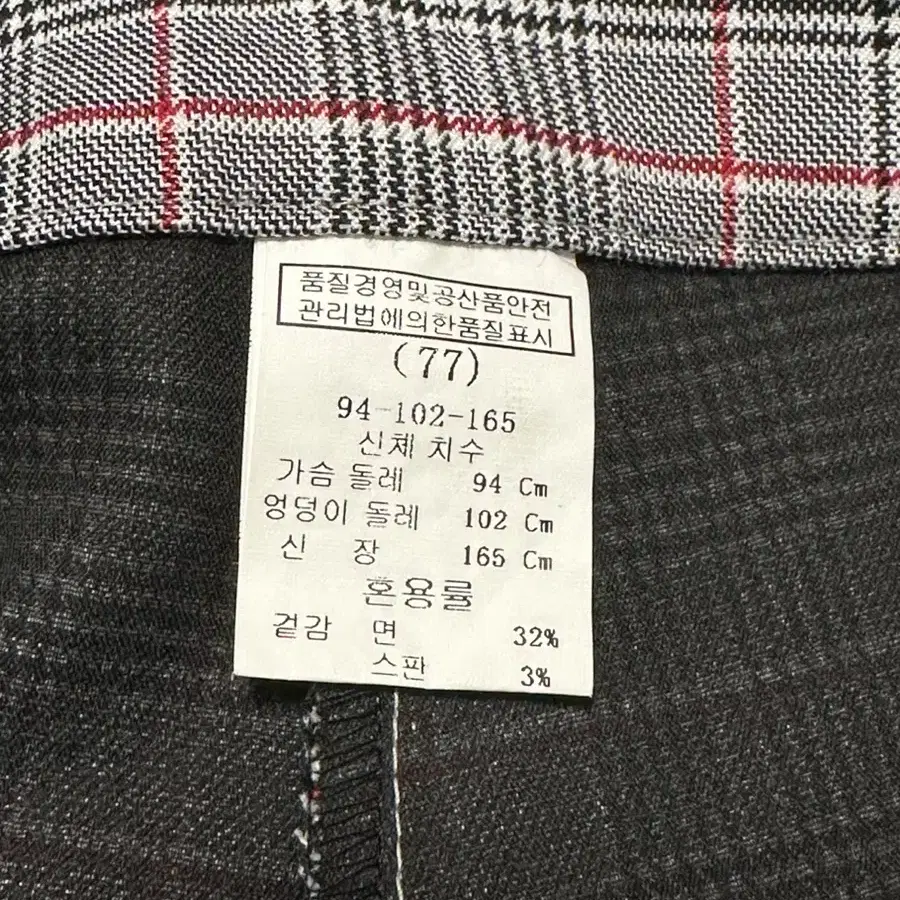 품질경영및공산품안전
관리법에의한품질표시
(77)
94-102-165
신체 치수
가슴 돌레 94 Cm
엉덩이 돌레 102 Cm
신 장 165 Cm
혼용률
겉감 면 32%
스판 3%